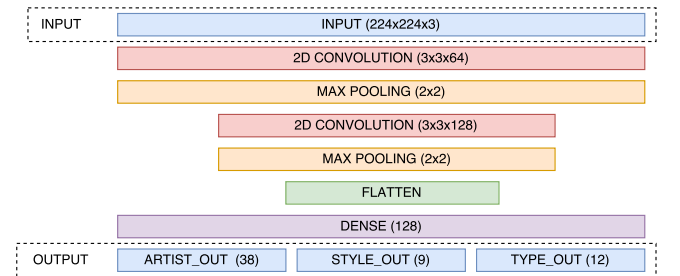 INPUT
INPUT (224x224x3)
2D CONVOLUTION (3x3x64)
MAX POOLING (2x2)
2D CONVOLUTION (3x3x128)
MAX POOLING (2x2)
FLATTEN
DENSE (128)
OUTPUT
ARTIST_OUT (38)
STYLE_OUT (9)
TYPE_OUT (12)